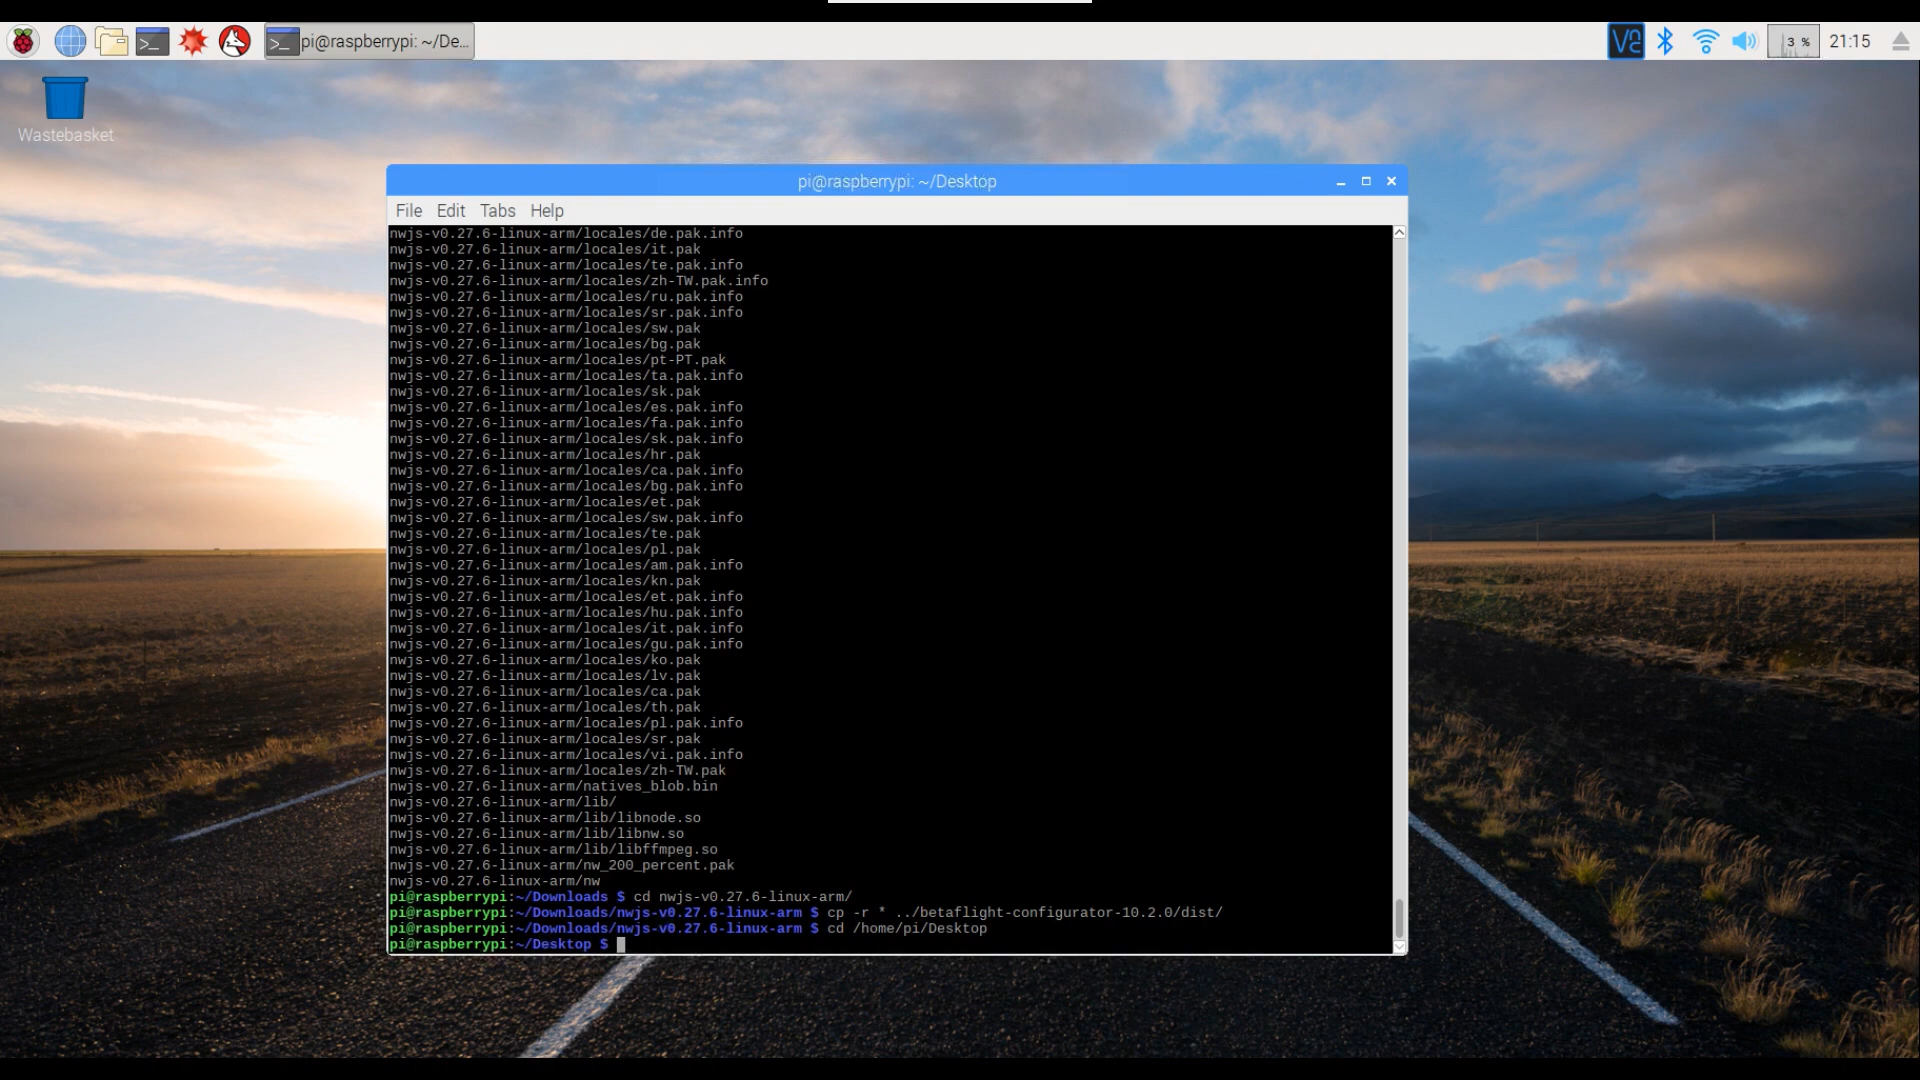 pi@raspberrypi: ~/De...
3 %
21:15
Wastebasket
pi@raspberrypi: ~/Desktop
File Edit Tabs Help
nwjs-v0.27.6-linux-arm/locales/de.pak.info
nwjs-v0.27.6-linux-arm/locales/it.pak
nwjs-v0.27.6-linux-arm/locales/te.pak.info
nwjs-v0.27.6-linux-arm/locales/zh-TW.pak.info
nwjs-v0.27.6-linux-arm/locales/ru.pak.info
nwjs-v0.27.6-linux-arm/locales/sr.pak.info
nwjs-v0.27.6-linux-arm/locales/sw.pak
nwjs-v0.27.6-linux-arm/locales/bg.pak
nwjs-v0.27.6-linux-arm/locales/pt-PT.pak
nwjs-v0.27.6-linux-arm/locales/ta.pak.info
nwjs-v0.27.6-linux-arm/locales/sk.pak
nwjs-v0.27.6-linux-arm/locales/es.pak.info
nwjs-v0.27.6-linux-arm/locales/fa.pak.info
nwjs-v0.27.6-linux-arm/locales/sk.pak.info
nwjs-v0.27.6-linux-arm/locales/hr.pak
nwjs-v0.27.6-linux-arm/locales/ca.pak.info
nwjs-v0.27.6-linux-arm/locales/bg.pak.info
nwjs-v0.27.6-linux-arm/locales/et.pak
nwjs-v0.27.6-linux-arm/locales/sw.pak.info
nwjs-v0.27.6-linux-arm/locales/te.pak
nwjs-v0.27.6-linux-arm/locales/pl.pak
nwjs-v0.27.6-linux-arm/locales/am.pak.info
nwjs-v0.27.6-linux-arm/locales/kn.pak
nwjs-v0.27.6-linux-arm/locales/et.pak.info
nwjs-v0.27.6-linux-arm/locales/hu.pak.info
nwjs-v0.27.6-linux-arm/locales/it.pak.info
nwjs-v0.27.6-linux-arm/locales/gu.pak.info
nwjs-v0.27.6-linux-arm/locales/ko.pak
nwjs-v0.27.6-linux-arm/locales/lv.pak
nwjs-v0.27.6-linux-arm/locales/ca.pak
nwjs-v0.27.6-linux-arm/locales/th.pak
nwjs-v0.27.6-linux-arm/locales/pl.pak.info
nwjs-v0.27.6-linux-arm/locales/sr.pak
nwjs-v0.27.6-linux-arm/locales/vi.pak.info
nwjs-v0.27.6-linux-arm/locales/zh-TW.pak
nwjs-v0.27.6-linux-arm/natives_blob.bin
nwjs-v0.27.6-linux-arm/lib/
nwjs-v0.27.6-linux-arm/lib/libnode.so
nwjs-v0.27.6-linux-arm/lib/libnw.so
nwjs-v0.27.6-linux-arm/lib/libffmpeg.so
nwjs-v0.27.6-linux-arm/nw_200_percent.pak
nwjs-v0.27.6-linux-arm/nw
pi@raspberrypi:~/Downloads $ cd nwjs-v0.27.6-linux-arm/
pi@raspberrypi:~/Downloads/nwjs-v0.27.6-linux-arm $ cp -r * ../betaflight-configurator-10.2.0/dist/
pi@raspberrypi:~/Downloads/nwjs-v0.27.6-linux-arm $ cd /home/pi/Desktop
pi@raspberrypi:~/Desktop $